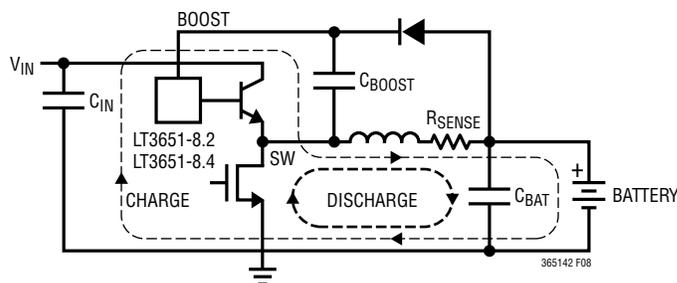 BOOST
VIN
CIN
CBOOST
RSENSE
LT3651-8.2
LT3651-8.4
SW
+
CHARGE
DISCHARGE
CBAT
BATTERY
365142 F08